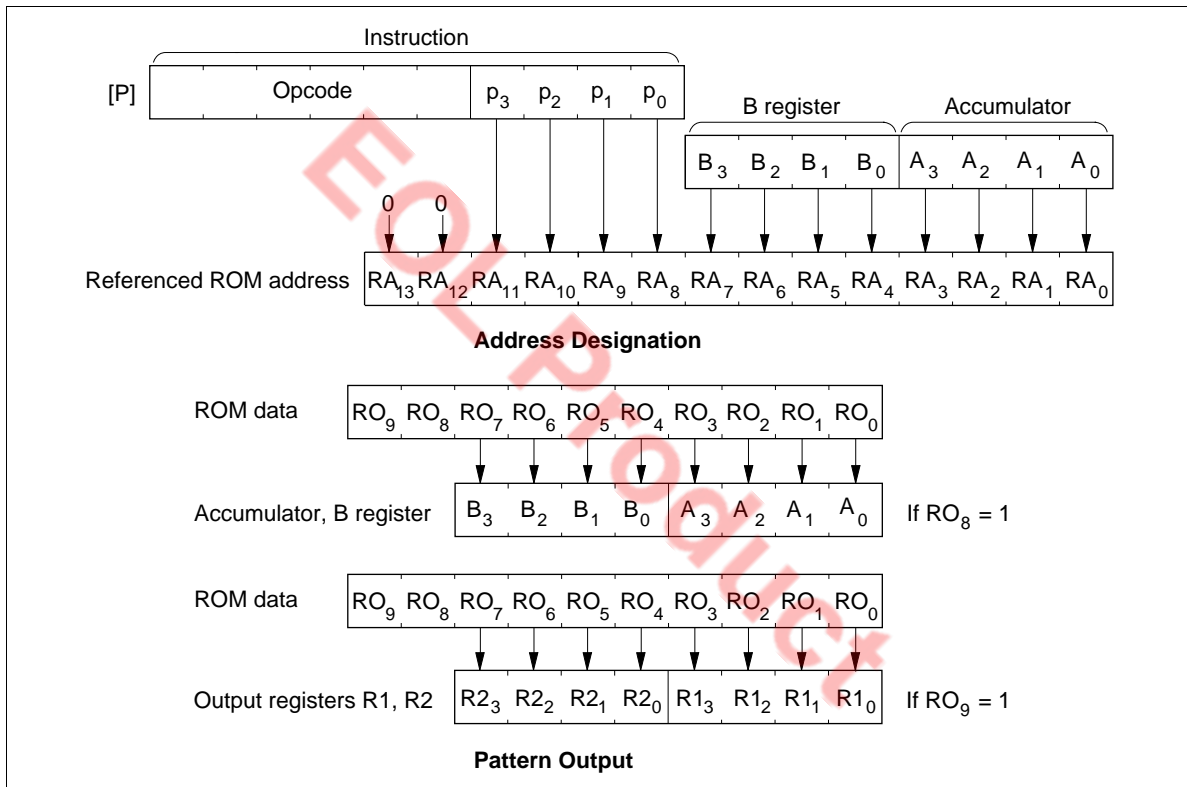 Instruction
[P] Opcode p3 p2 p1 p0
B register Accumulator
B3 B2 B1 B0 A3 A2 A1 A0
0 0
Referenced ROM address RA13 RA12 RA11 RA10 RA9 RA8 RA7 RA6 RA5 RA4 RA3 RA2 RA1 RA0
Address Designation
ROM data RO9 RO8 RO7 RO6 RO5 RO4 RO3 RO2 RO1 RO0
Accumulator, B register B3 B2 B1 B0 A3 A2 A1 A0 If RO8 = 1
ROM data RO9 RO8 RO7 RO6 RO5 RO4 RO3 RO2 RO1 RO0
Output registers R1, R2 R23 R22 R21 R20 R13 R12 R11 R10 If RO9 = 1
Pattern Output
EOL Product